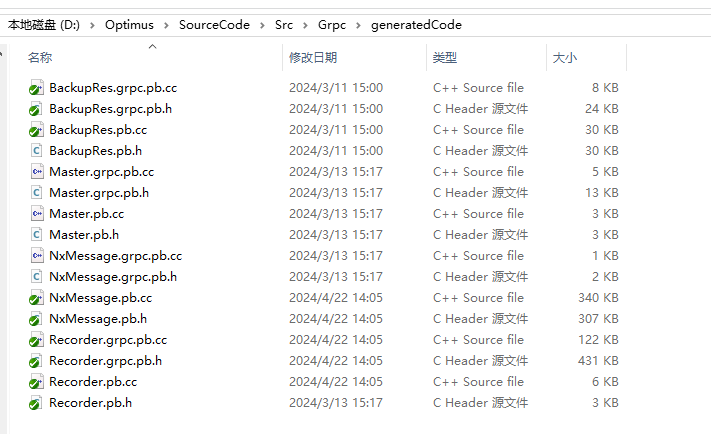 本地磁盘 (D:) > Optimus > SourceCode > Src > Grpc > generatedCode
名称 修改日期 类型 大小
BackupRes.grpc.pb.cc 2024/3/11 15:00 C++ Source file 8 KB
BackupRes.grpc.pb.h 2024/3/11 15:00 C Header 源文件 24 KB
BackupRes.pb.cc 2024/3/11 15:00 C++ Source file 30 KB
BackupRes.pb.h 2024/3/11 15:00 C Header 源文件 30 KB
Master.grpc.pb.cc 2024/3/13 15:17 C++ Source file 5 KB
Master.grpc.pb.h 2024/3/13 15:17 C Header 源文件 13 KB
Master.pb.cc 2024/3/13 15:17 C++ Source file 3 KB
Master.pb.h 2024/3/13 15:17 C Header 源文件 3 KB
NxMessage.grpc.pb.cc 2024/3/13 15:17 C++ Source file 1 KB
NxMessage.grpc.pb.h 2024/3/13 15:17 C Header 源文件 2 KB
NxMessage.pb.cc 2024/4/22 14:05 C++ Source file 340 KB
NxMessage.pb.h 2024/4/22 14:05 C Header 源文件 307 KB
Recorder.grpc.pb.cc 2024/4/22 14:05 C++ Source file 122 KB
Recorder.grpc.pb.h 2024/4/22 14:05 C Header 源文件 431 KB
Recorder.pb.cc 2024/4/22 14:05 C++ Source file 6 KB
Recorder.pb.h 2024/3/13 15:17 C Header 源文件 3 KB